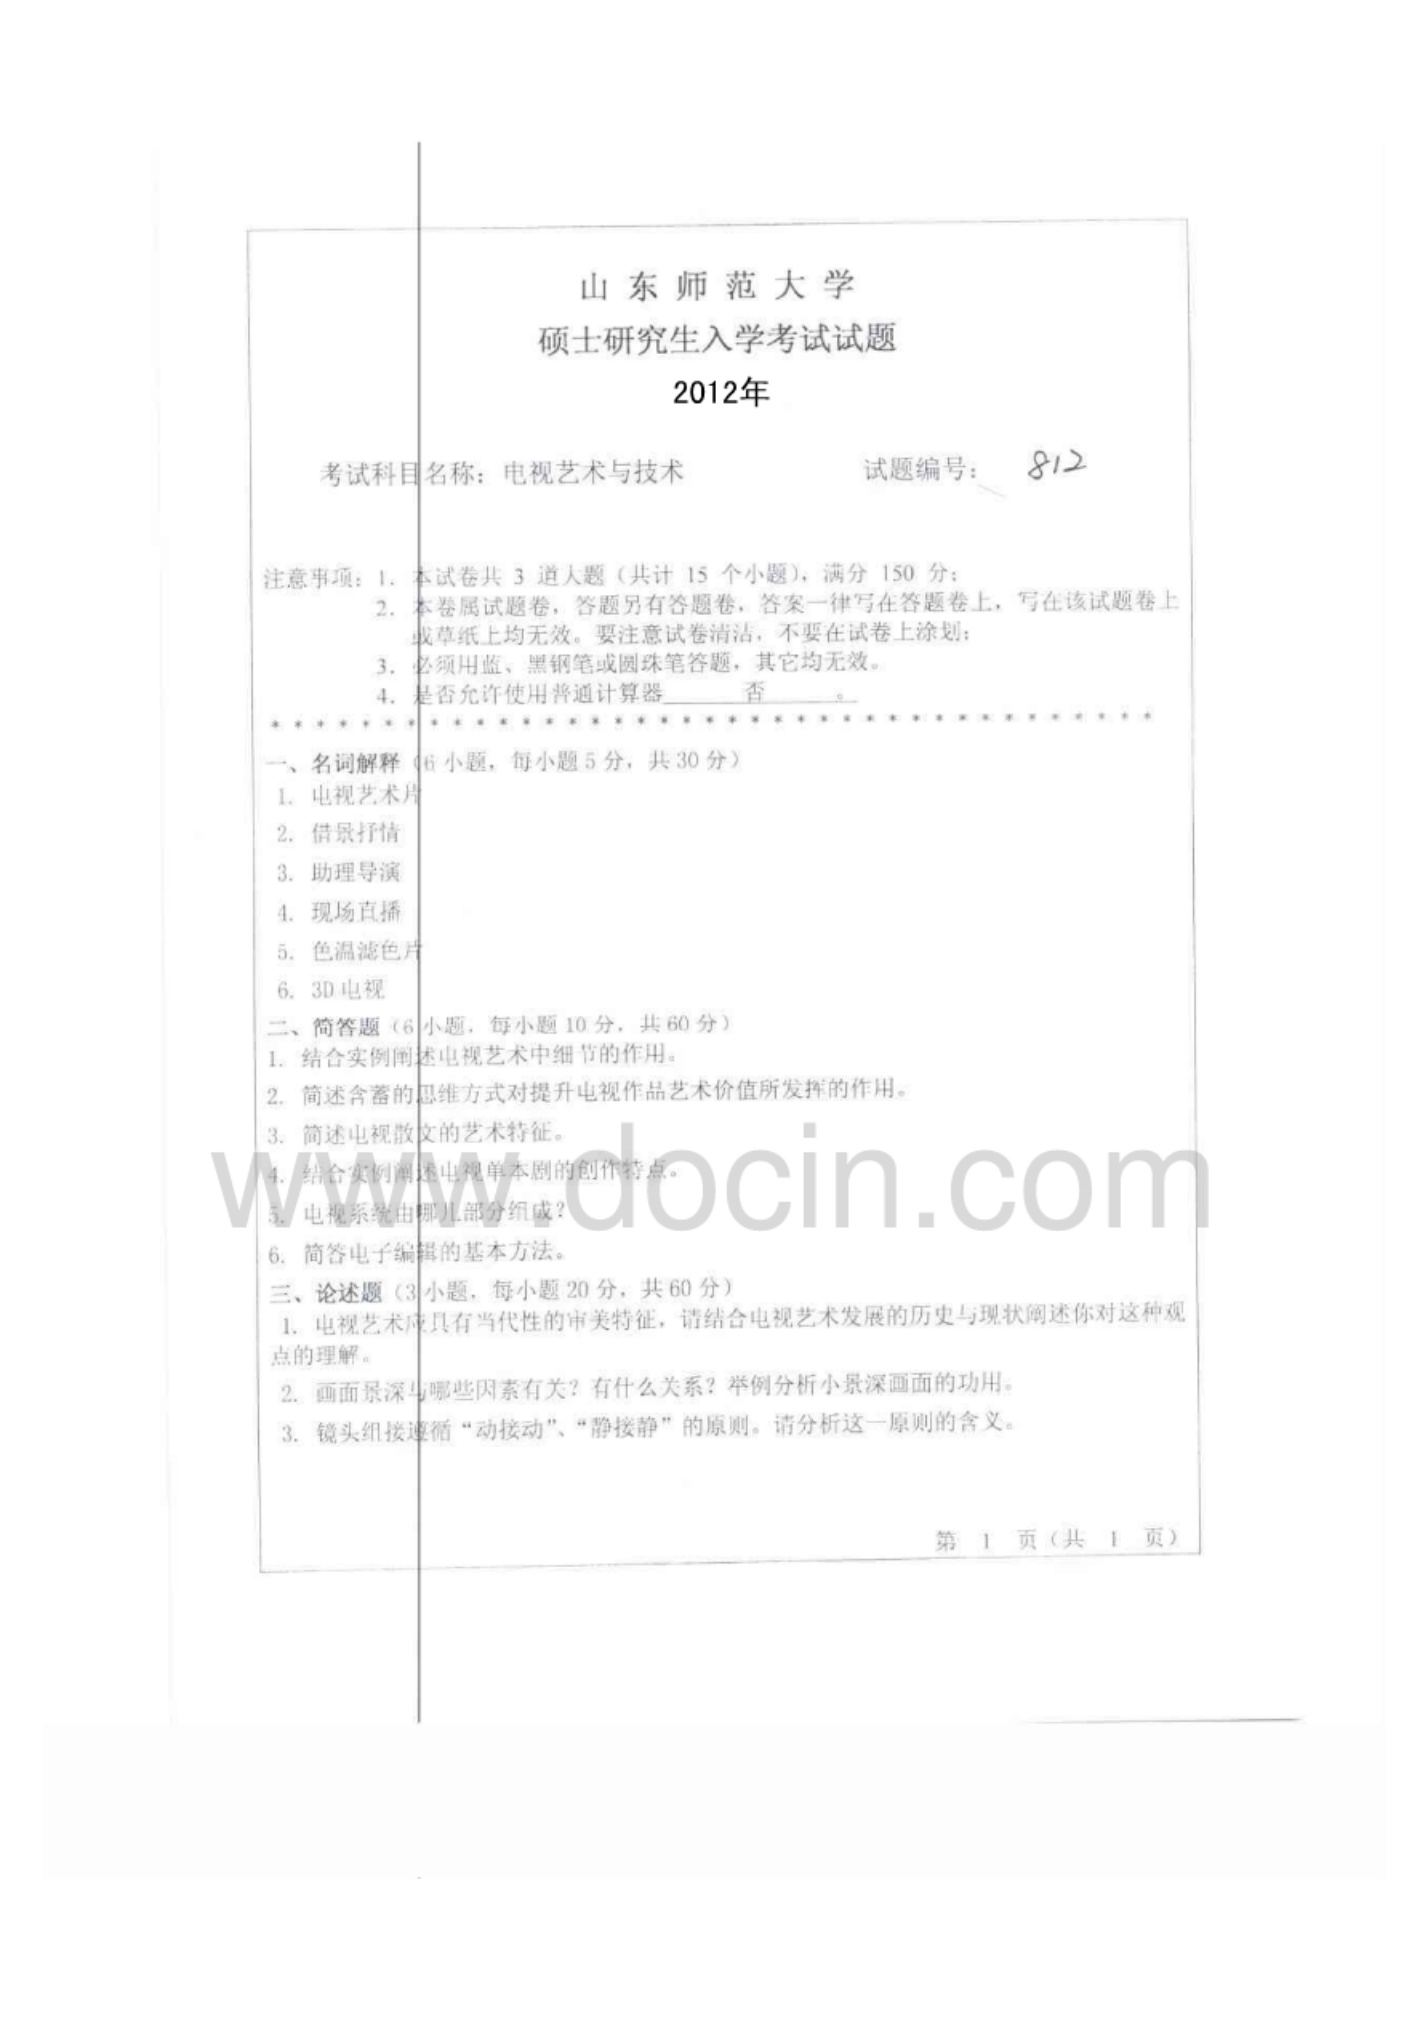 山东师范大学
硕士研究生入学考试试题
2012年
考试科目名称：电视艺术与技术 试题编号： 812
注意事项：1. 本试卷共 3 道大题（共计 15 个小题），满分 150 分；
2. 本卷属试题卷，答题另有答题卷，答案一律写在答题卷上，写在该试题卷上
或草纸上均无效。要注意试卷清洁，不要在试卷上涂划；
3. 必须用蓝、黑钢笔或圆珠笔答题，其它均无效。
4. 是否允许使用普通计算器 否 。
* * * * * * * * * * * * * * * * * * * * * * * * * * * * * * * * * * * * * * *
一、名词解释（6 小题，每小题 5 分，共 30 分）
1. 电视艺术片
2. 借景抒情
3. 助理导演
4. 现场直播
5. 色温滤色片
6. 3D 电视
二、简答题（6 小题，每小题 10 分，共 60 分）
1. 结合实例阐述电视艺术中细节的作用。
2. 简述含蓄的思维方式对提升电视作品艺术价值所发挥的作用。
3. 简述电视散文的艺术特征。
www.docin.com
4. 结合实例阐述电视单本剧的创作特点。
5. 电视系统由哪几部分组成？
6. 简答电子编辑的基本方法。
三、论述题（3 小题，每小题 20 分，共 60 分）
1. 电视艺术应具有当代性的审美特征，请结合电视艺术发展的历史与现状阐述你对这种观
点的理解。
2. 画面景深与哪些因素有关？有什么关系？举例分析小景深画面的功用。
3. 镜头组接遵循“动接动”、“静接静”的原则。请分析这一原则的含义。
第 1 页（共 1 页）